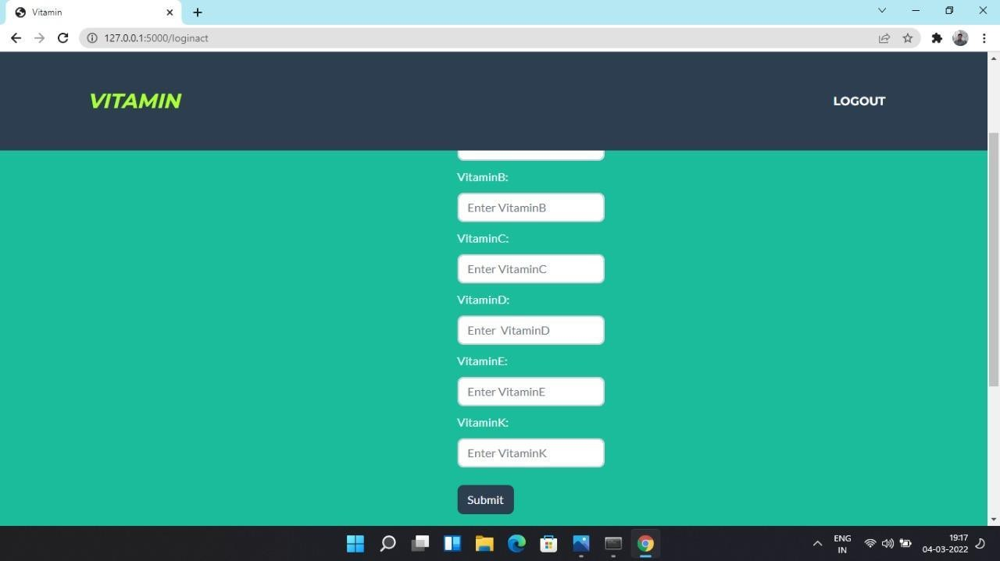 Vitamin
127.0.0.1:5000/loginact
VITAMIN
LOGOUT
VitaminB:
Enter VitaminB
VitaminC:
Enter VitaminC
VitaminD:
Enter  VitaminD
VitaminE:
Enter VitaminE
VitaminK:
Enter VitaminK
Submit
ENG
IN
19:17
04-03-2022